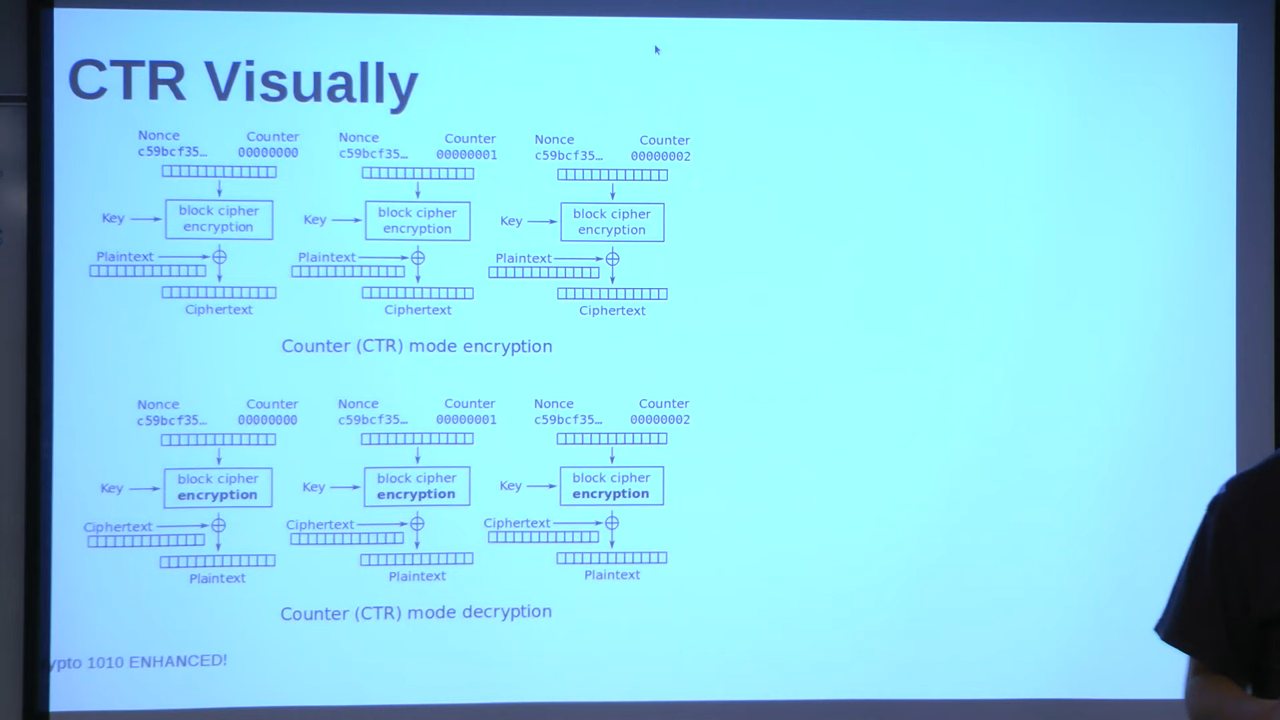 CTR Visually
Nonce Counter Nonce Counter Nonce Counter
c59bcf35… 00000000 c59bcf35… 00000001 c59bcf35… 00000002
Key block cipher encryption Key block cipher encryption Key block cipher encryption
Plaintext Plaintext Plaintext
Ciphertext Ciphertext Ciphertext
Counter (CTR) mode encryption
Nonce Counter Nonce Counter Nonce Counter
c59bcf35… 00000000 c59bcf35… 00000001 c59bcf35… 00000002
Key block cipher encryption Key block cipher encryption Key block cipher encryption
Ciphertext Ciphertext Ciphertext
Plaintext Plaintext Plaintext
Counter (CTR) mode decryption
ypto 1010 ENHANCED!